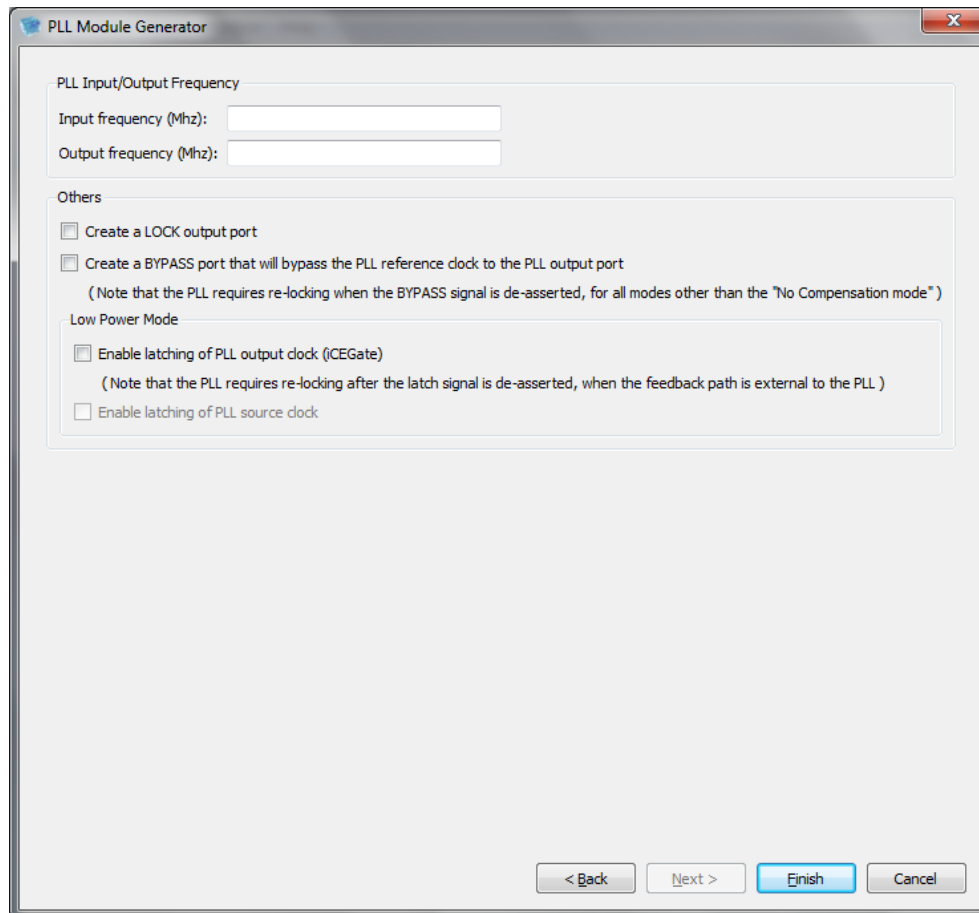 PLL Module Generator
PLL Input/Output Frequency
Input frequency (Mhz):
Output frequency (Mhz):
Others
Create a LOCK output port
Create a BYPASS port that will bypass the PLL reference clock to the PLL output port
( Note that the PLL requires re-locking when the BYPASS signal is de-asserted, for all modes other than the "No Compensation mode" )
Low Power Mode
Enable latching of PLL output clock (iCEGate)
( Note that the PLL requires re-locking after the latch signal is de-asserted, when the feedback path is external to the PLL )
Enable latching of PLL source clock
< Back Next > Finish Cancel